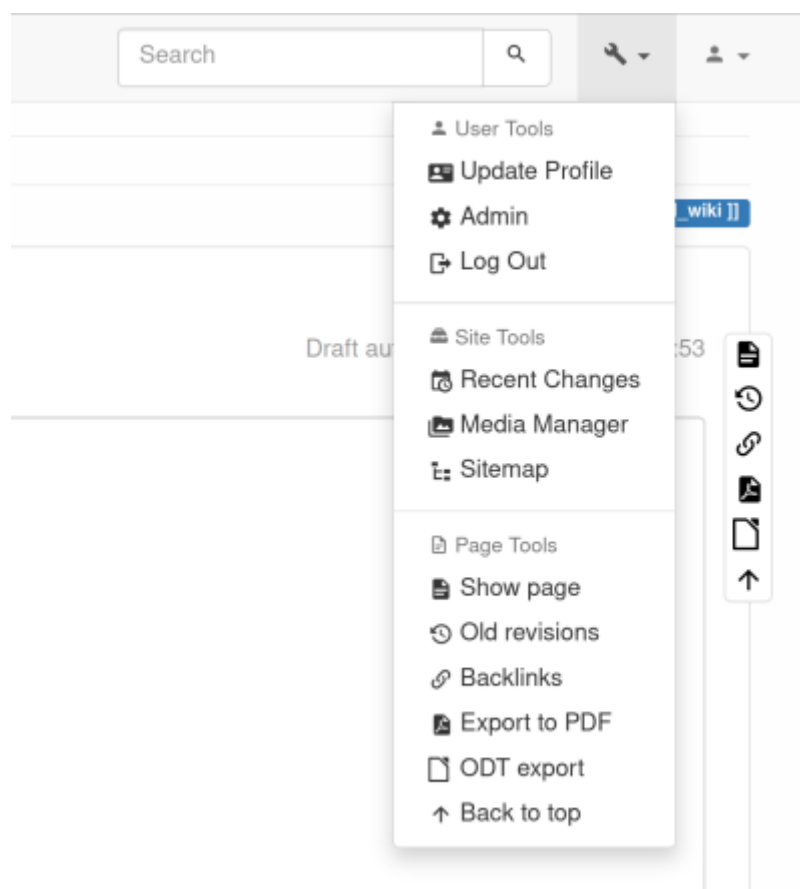 Search
User Tools
Update Profile
Admin
_wiki ]]
Log Out
Site Tools
Draft au
:53
Recent Changes
Media Manager
Sitemap
Page Tools
Show page
Old revisions
Backlinks
Export to PDF
ODT export
Back to top